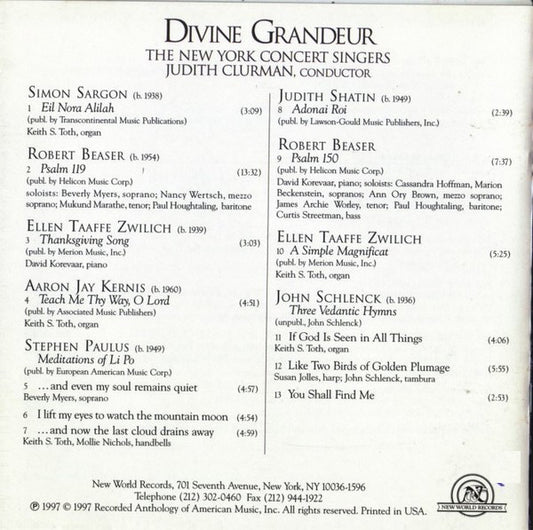 DIVINE GRANDEUR
THE NEW YORK CONCERT SINGERS
JUDITH CLURMAN, CONDUCTOR
SIMON SARGON (b. 1938)
1 Eil Nora Alilah (3:09)
(publ. by Transcontinental Music Publications)
Keith S. Toth, organ
ROBERT BEASER (b. 1954)
2 Psalm 119 (13:32)
(publ. by Helicon Music Corp.)
soloists: Beverly Myers, soprano; Nancy Wertsch, mezzo
soprano; Mukund Marathe, tenor; Paul Houghtaling, baritone
ELLEN TAAFFE ZWILICH (b. 1939)
3 Thanksgiving Song (3:03)
(publ. by Merion Music, Inc.)
David Korevaar, piano
AARON JAY KERNIS (b. 1960)
4 Teach Me Thy Way, O Lord (4:51)
(publ. by Associated Music Publishers)
Keith S. Toth, organ
STEPHEN PAULUS (b. 1949)
Meditations of Li Po
(publ. by European American Music Corp.)
5 ...and even my soul remains quiet (4:57)
Beverly Myers, soprano
6 I lift my eyes to watch the mountain moon (4:54)
7 ...and now the last cloud drains away (4:59)
Keith S. Toth, Mollie Nichols, handbells
JUDITH SHATIN (b. 1949)
8 Adonai Roi (2:39)
(publ. by Lawson-Gould Music Publishers, Inc.)
ROBERT BEASER
9 Psalm 150 (7:37)
(publ. by Helicon Music Corp.)
David Korevaar, piano; soloists: Cassandra Hoffman, Marion
Beckenstein, sopranos; Ann Ory Brown, mezzo soprano;
James Archie Worley, tenor; Paul Houghtaling, baritone;
Curtis Streetman, bass
ELLEN TAAFFE ZWILICH
10 A Simple Magnificat (5:25)
(publ. by Merion Music, Inc.)
Keith S. Toth, organ
JOHN SCHLENCK (b. 1936)
Three Vedantic Hymns
(unpubl., John Schlenck)
11 If God Is Seen in All Things (4:06)
Keith S. Toth, organ
12 Like Two Birds of Golden Plumage (5:55)
Susan Jolles, harp; John Schlenck, tambura
13 You Shall Find Me (2:53)
New World Records, 701 Seventh Avenue, New York, NY 10036-1596
Telephone (212) 302-0460 Fax (212) 944-1922
℗ 1997 © 1997 Recorded Anthology of American Music, Inc. All rights reserved. Printed in USA.
NEW WORLD RECORDS